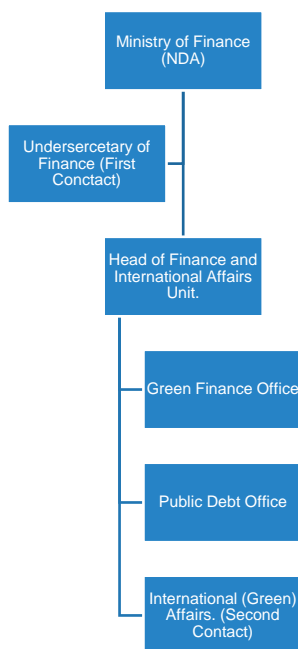 Ministry of Finance
(NDA)
Undersercetary of
Finance (First
Conctact)
Head of Finance and
International Affairs
Unit.
Green Finance Office
Public Debt Office
International (Green)
Affairs. (Second
Contact)